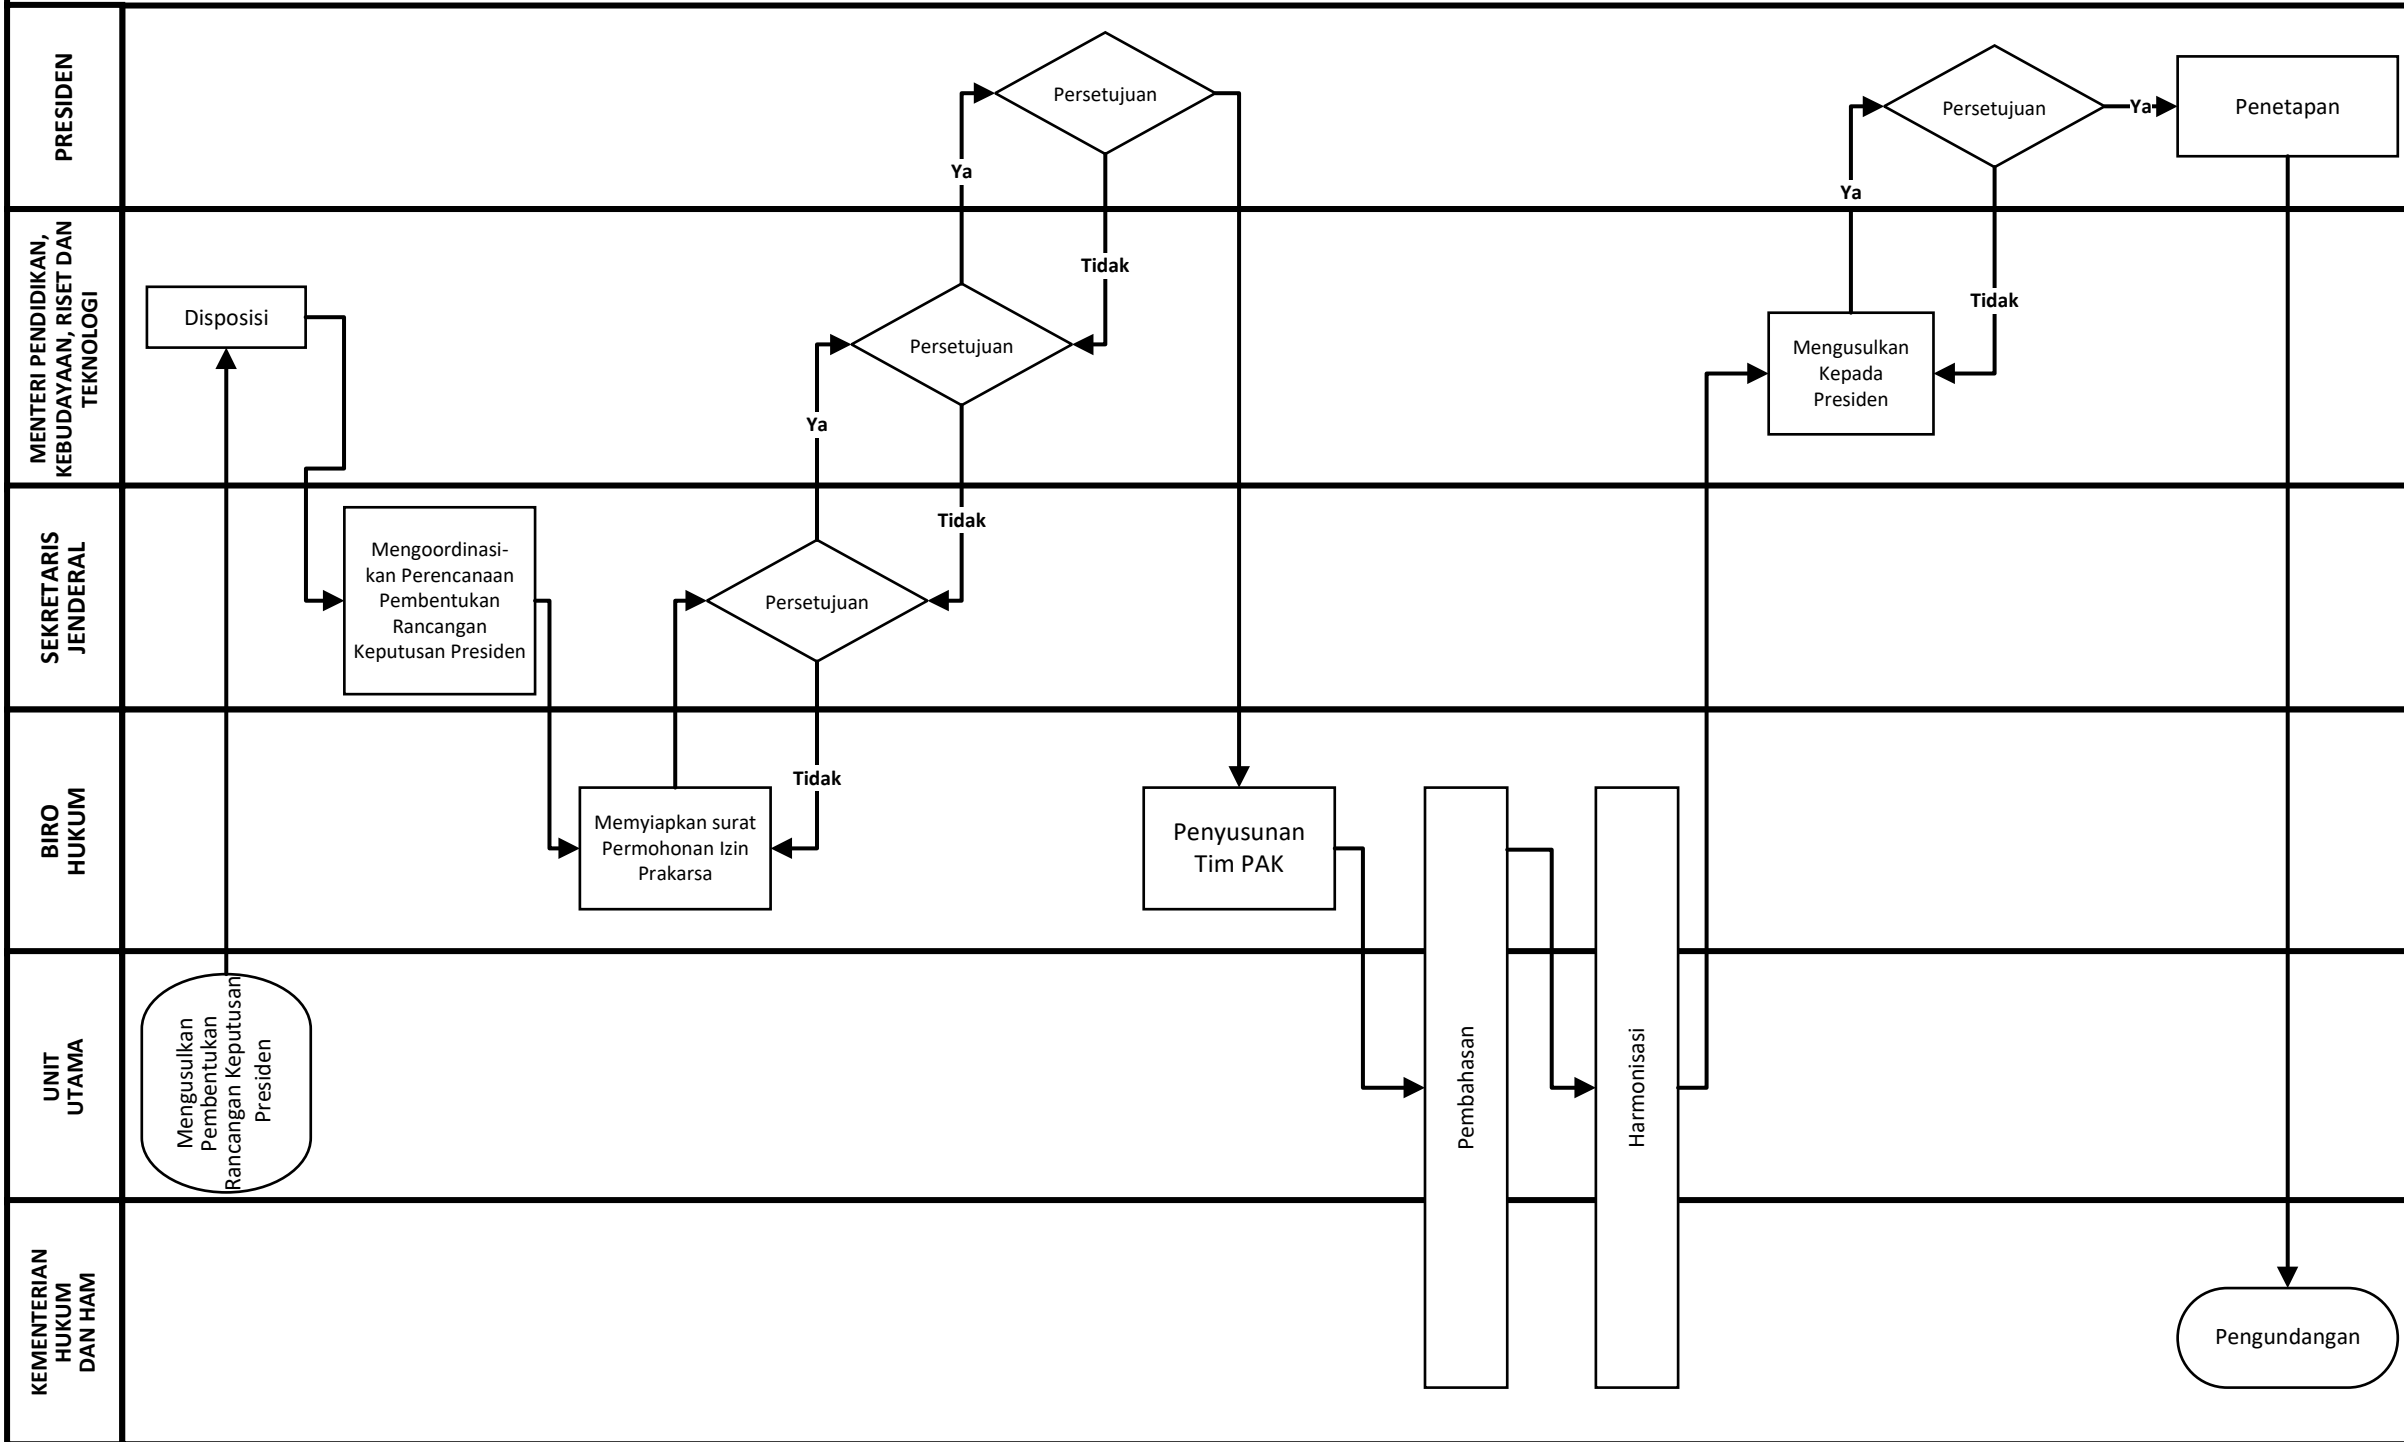 PRESIDEN
Persetujuan
Persetujuan
Ya
Penetapan
Ya
Ya
MENTERI PENDIDIKAN,
KEBUDAYAAN, RISET DAN
TEKNOLOGI
Disposisi
Tidak
Persetujuan
Ya
Tidak
Mengusulkan
Kepada
Presiden
SEKRETARIS
JENDERAL
Mengoordinasi-
kan Perencanaan
Pembentukan
Rancangan
Keputusan Presiden
Tidak
Persetujuan
BIRO
HUKUM
Tidak
Memyiapkan surat
Permohonan Izin
Prakarsa
Penyusunan
Tim PAK
UNIT
UTAMA
Mengusulkan
Pembentukan
Rancangan Keputusan
Presiden
Pembahasan
Harmonisasi
KEMENTERIAN
HUKUM
DAN HAM
Pengundangan